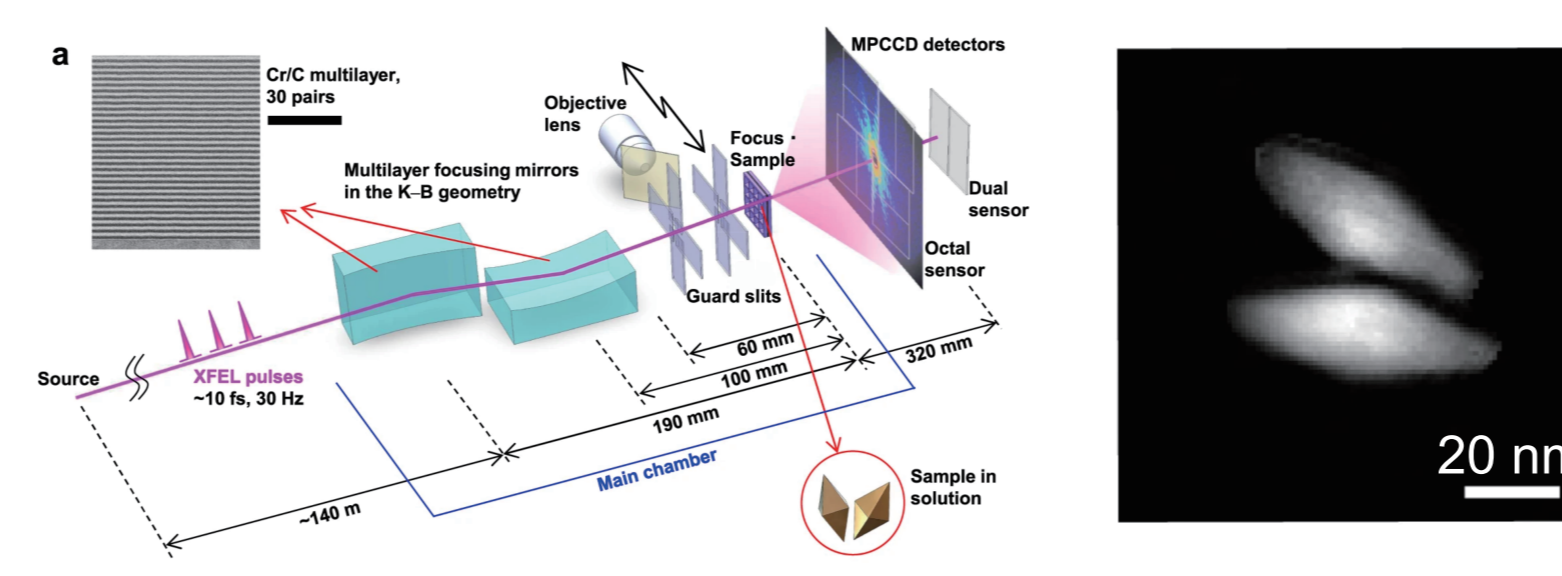 a
Cr/C multilayer,
30 pairs
Multilayer focusing mirrors
in the K–B geometry
Objective
lens
Focus ·
Sample
MPCCD detectors
Dual
sensor
Octal
sensor
Guard slits
Source
XFEL pulses
~10 fs, 30 Hz
60 mm
100 mm
320 mm
190 mm
Main chamber
~140 m
Sample in
solution
20